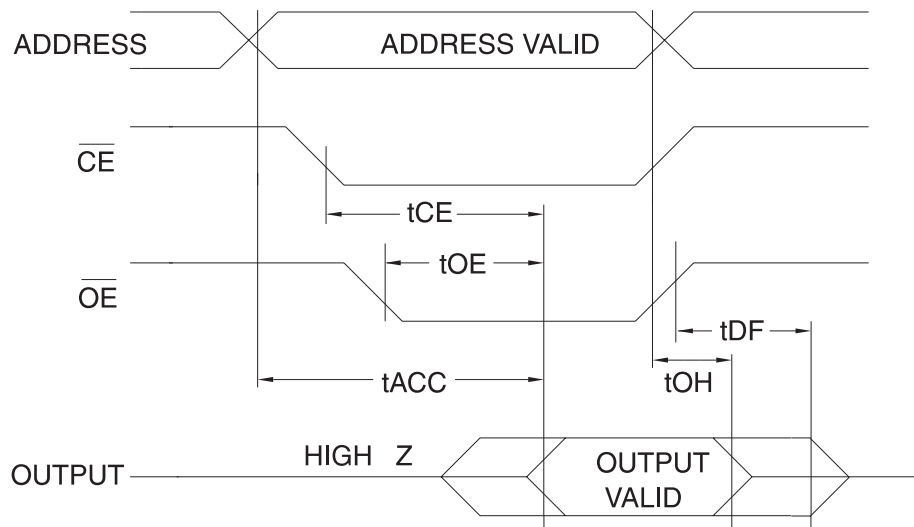 ADDRESS
ADDRESS VALID
CE
tCE
tOE
OE
tDF
tACC
tOH
HIGH Z
OUTPUT
OUTPUT
VALID